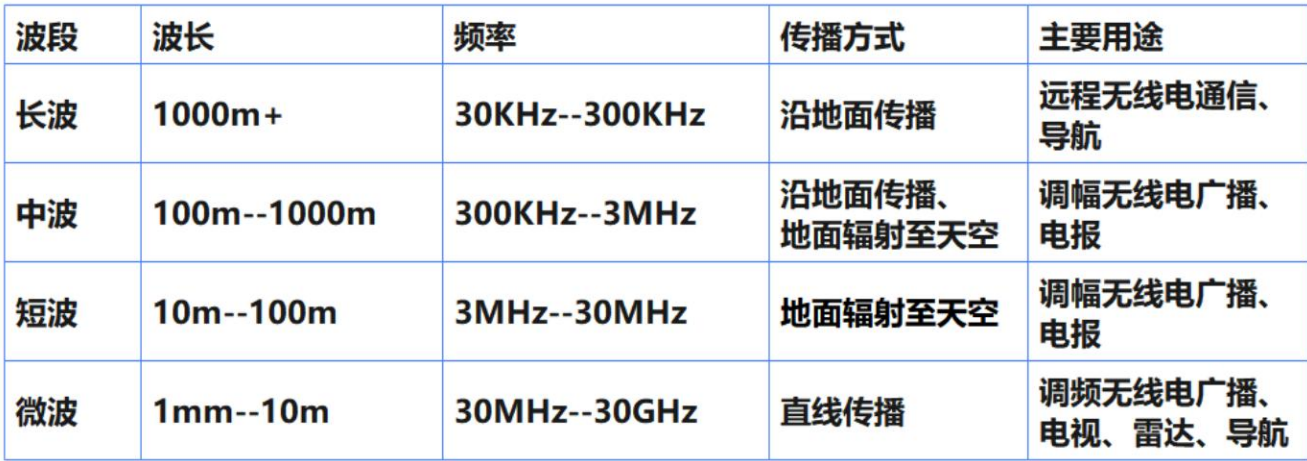 波段 波长 频率 传播方式 主要用途
长波 1000m+ 30KHz--300KHz 沿地面传播 远程无线电通信、
导航
中波 100m--1000m 300KHz--3MHz 沿地面传播、 调幅无线电广播、
地面辐射至天空 电报
短波 10m--100m 3MHz--30MHz 地面辐射至天空 调幅无线电广播、
电报
微波 1mm--10m 30MHz--30GHz 直线传播 调频无线电广播、
电视、雷达、导航